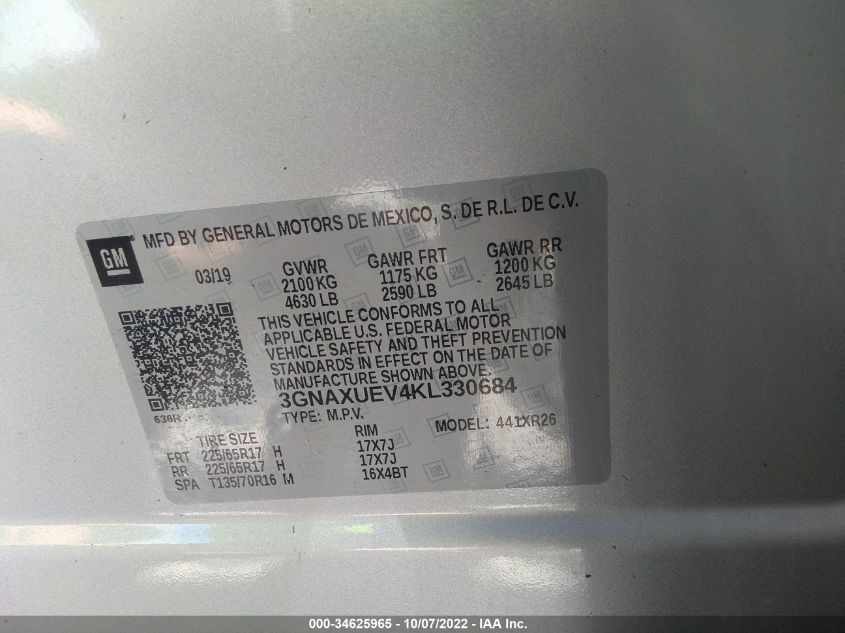 GM
MFD BY GENERAL MOTORS DE MEXICO, S. DE R.L. DE C.V.
03/19 GVWR GAWR FRT GAWR RR
2100 KG 1175 KG 1200 KG
4630 LB 2590 LB 2645 LB
THIS VEHICLE CONFORMS TO ALL
APPLICABLE U.S. FEDERAL MOTOR
VEHICLE SAFETY AND THEFT PREVENTION
STANDARDS IN EFFECT ON THE DATE OF
MANUFACTURE SHOWN ABOVE.
3GNAXUEV4KL330684
TYPE: M.P.V. MODEL: 441XR26
TIRE SIZE RIM
FRT 225/65R17 H 17X7J
RR 225/65R17 H 17X7J
SPA T135/70R16 M 16X4BT
000-34625965 - 10/07/2022 - IAA Inc.